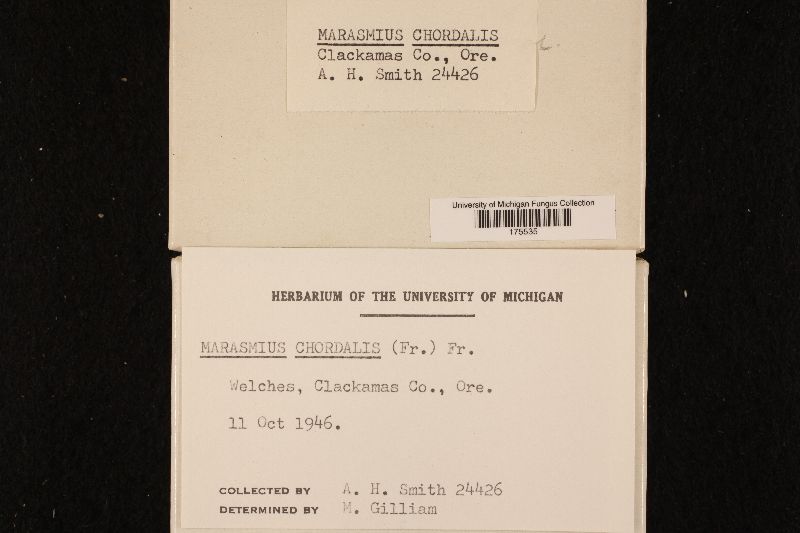 MARASMIUS CHORDALIS
Clackamas Co., Ore.
A. H. Smith 24426
University of Michigan Fungus Collection
175535
HERBARIUM OF THE UNIVERSITY OF MICHIGAN
MARASMIUS CHORDALIS (Fr.) Fr.
Welches, Clackamas Co., Ore.
11 Oct 1946.
COLLECTED BY A. H. Smith 24426
DETERMINED BY M. Gilliam